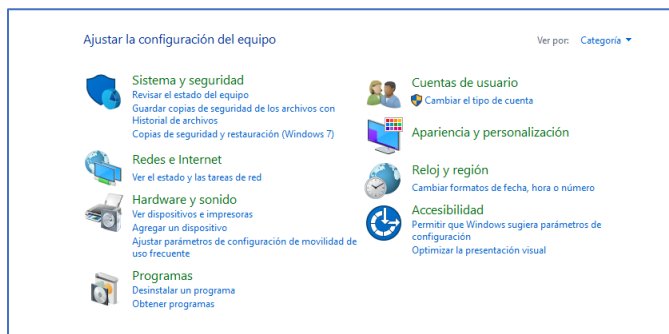 Ajustar la configuración del equipo
Ver por: Categoría
Sistema y seguridad
Revisar el estado del equipo
Guardar copias de seguridad de los archivos con
Historial de archivos
Copias de seguridad y restauración (Windows 7)
Redes e Internet
Ver el estado y las tareas de red
Hardware y sonido
Ver dispositivos e impresoras
Agregar un dispositivo
Ajustar parámetros de configuración de movilidad de
uso frecuente
Programas
Desinstalar un programa
Obtener programas
Cuentas de usuario
Cambiar el tipo de cuenta
Apariencia y personalización
Reloj y región
Cambiar formatos de fecha, hora o número
Accesibilidad
Permitir que Windows sugiera parámetros de
configuración
Optimizar la presentación visual